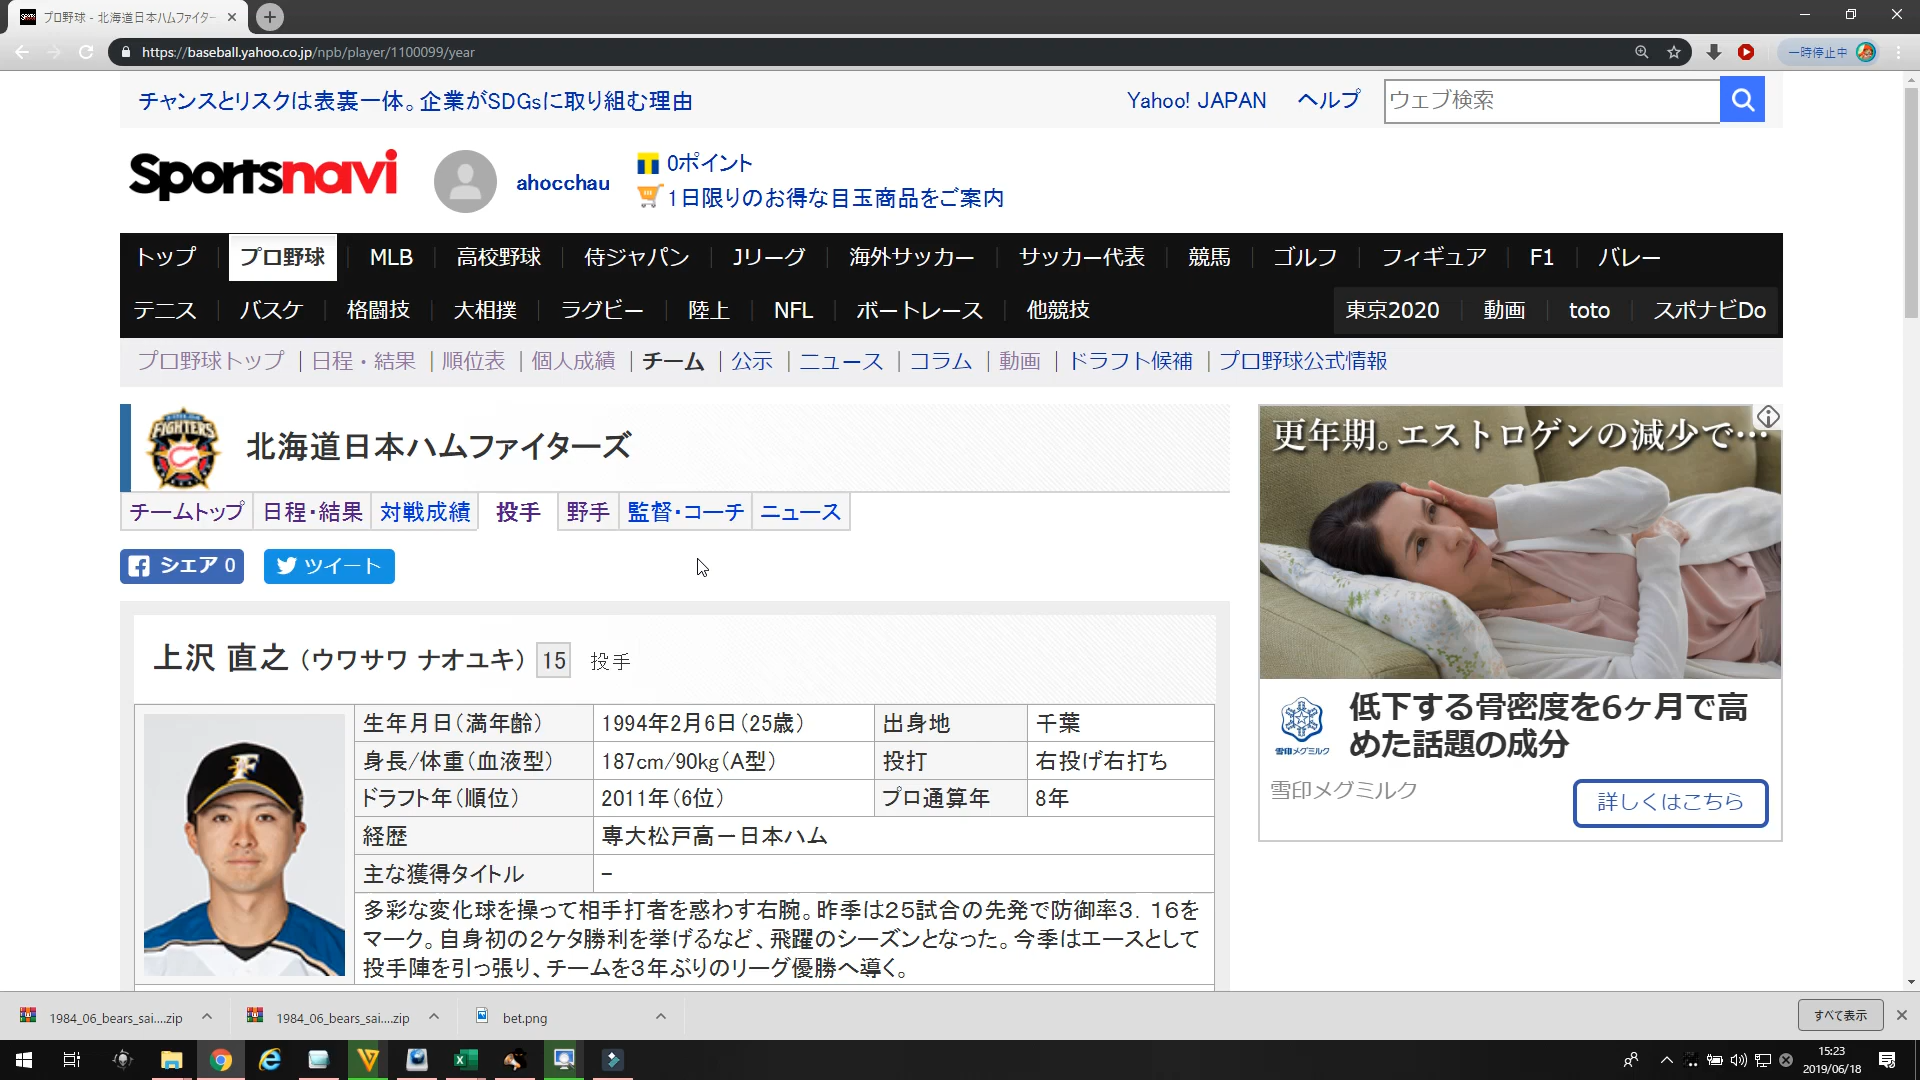 プロ野球 - 北海道日本ハムファイター
https://baseball.yahoo.co.jp/npb/player/1100099/year
一時停止中
チャンスとリスクは表裏一体。企業がSDGsに取り組む理由
Yahoo! JAPAN ヘルプ ウェブ検索
Sportsnavi
ahocchau
0ポイント
1日限りのお得な目玉商品をご案内
トップ プロ野球 MLB 高校野球 侍ジャパン Jリーグ 海外サッカー サッカー代表 競馬 ゴルフ フィギュア F1 バレー
テニス バスケ 格闘技 大相撲 ラグビー 陸上 NFL ボートレース 他競技 東京2020 動画 toto スポナビDo
プロ野球トップ | 日程・結果 | 順位表 | 個人成績 | チーム | 公示 | ニュース | コラム | 動画 | ドラフト候補 | プロ野球公式情報
FIGHTERS
北海道日本ハムファイターズ
チームトップ 日程・結果 対戦成績 投手 野手 監督・コーチ ニュース
シェア 0 ツイート
上沢 直之（ウワサワ ナオユキ） 15 投手
生年月日（満年齢） 1994年2月6日（25歳） 出身地 千葉
身長/体重（血液型） 187cm/90kg（A型） 投打 右投げ右打ち
ドラフト年（順位） 2011年（6位） プロ通算年 8年
経歴 専大松戸高－日本ハム
主な獲得タイトル -
多彩な変化球を操って相手打者を惑わす右腕。昨季は25試合の先発で防御率3．16を
マーク。自身初の2ケタ勝利を挙げるなど、飛躍のシーズンとなった。今季はエースとして
投手陣を引っ張り、チームを3年ぶりのリーグ優勝へ導く。
更年期。エストロゲンの減少で…
低下する骨密度を6ヶ月で高
めた話題の成分
雪印メグミルク
雪印メグミルク
詳しくはこちら
1984_06_bears_sai....zip 1984_06_bears_sai....zip bet.png すべて表示
15:23
2019/06/18